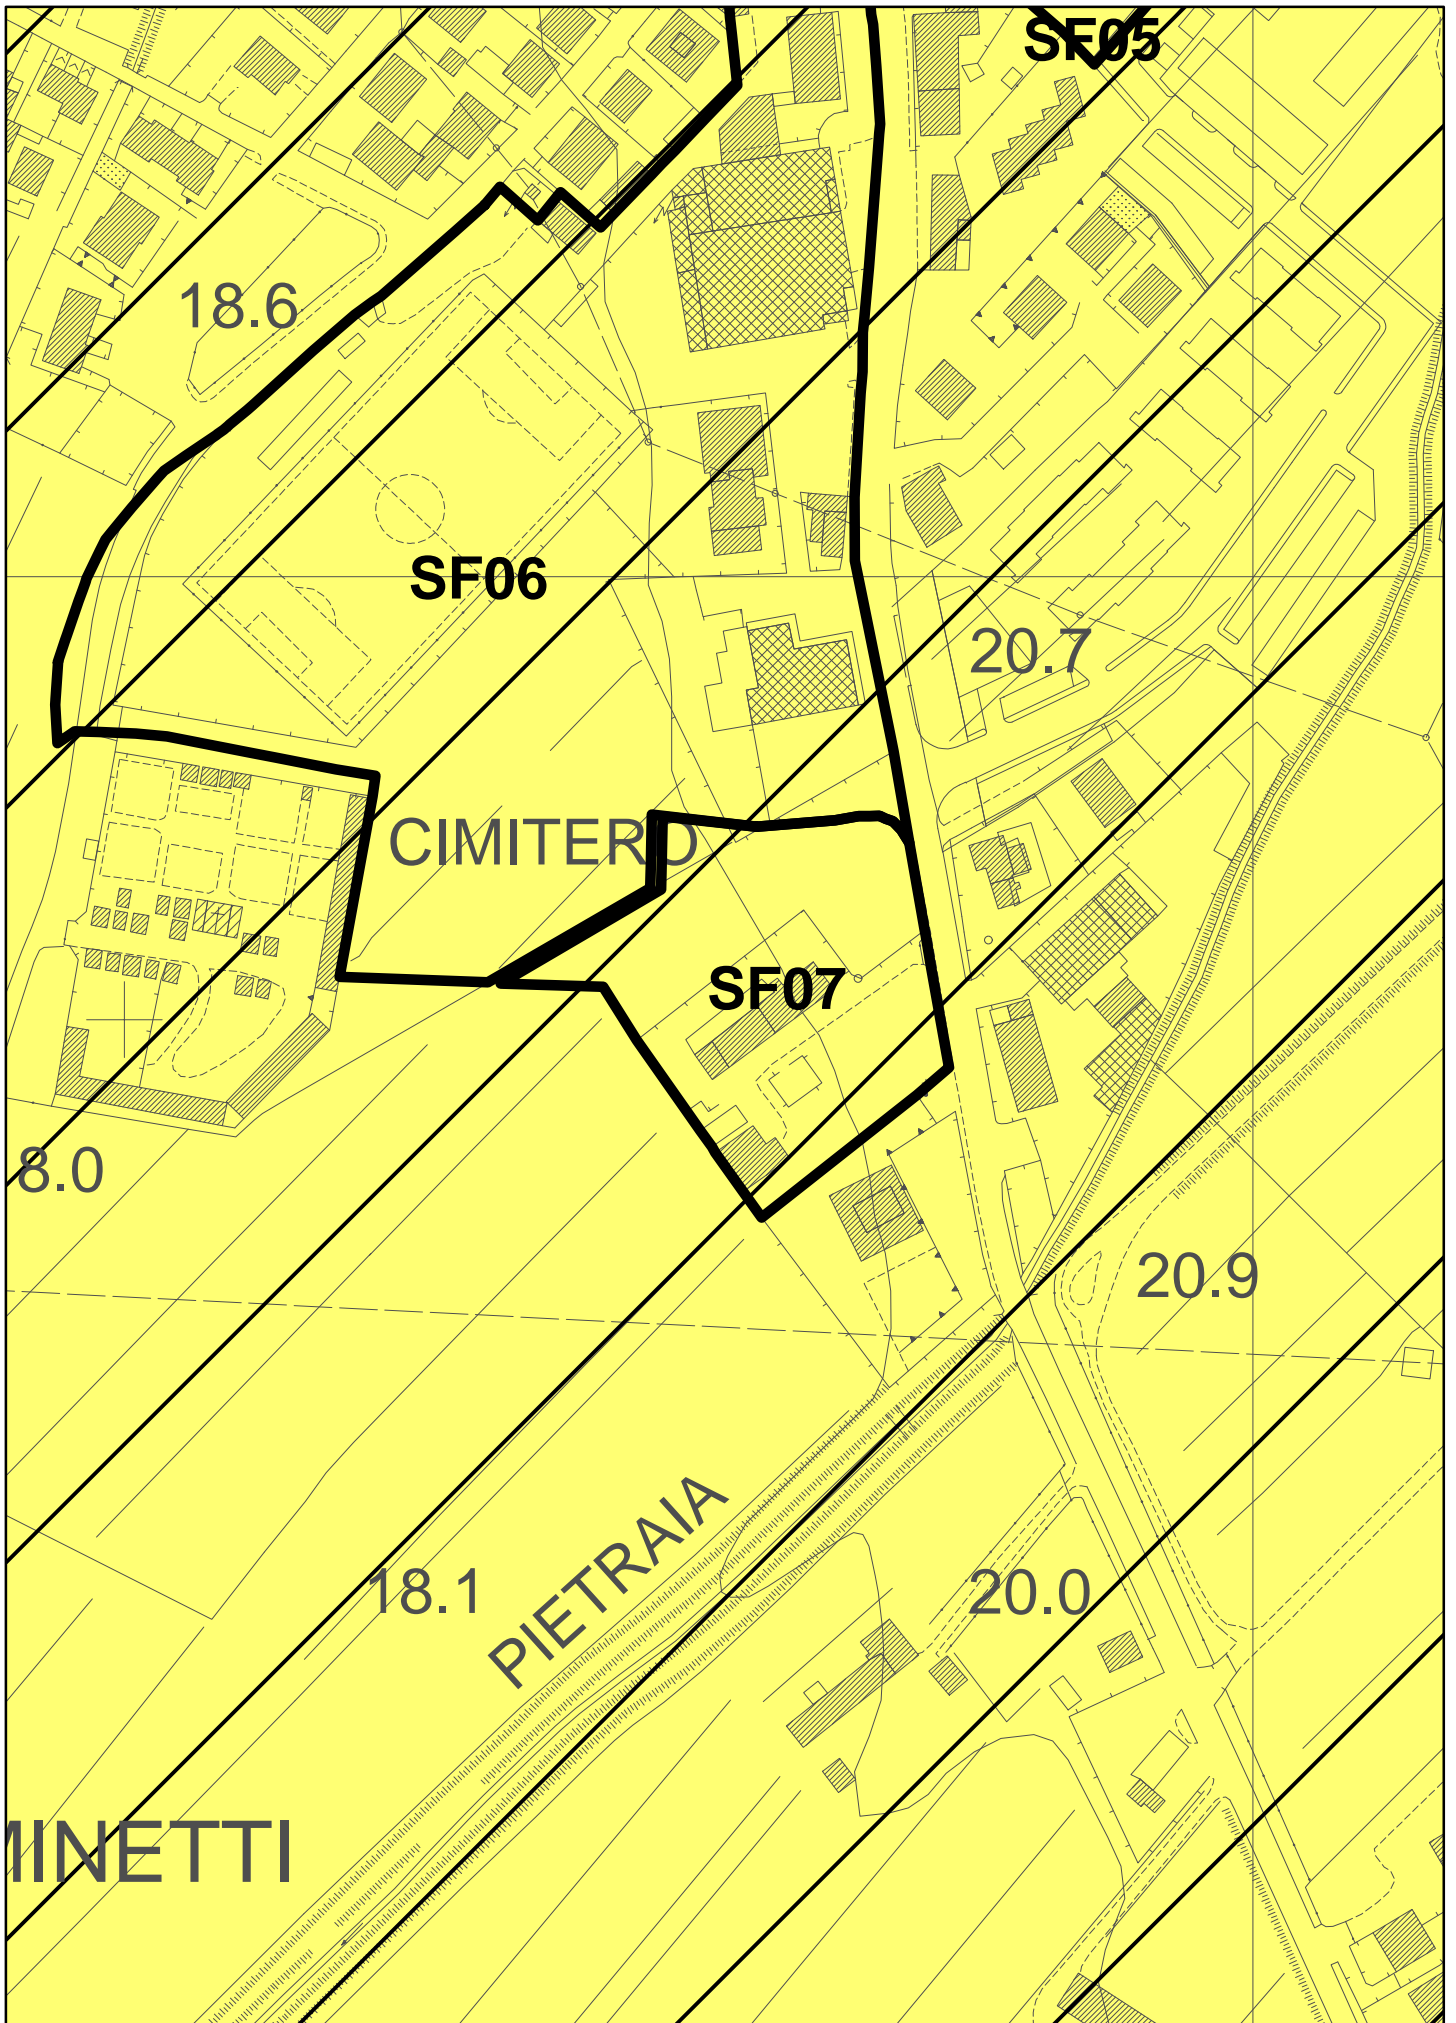 SF05
18.6
SF06
20.7
CIMITERO
SF07
8.0
20.9
PIETRAIA
18.1
20.0
MINETTI